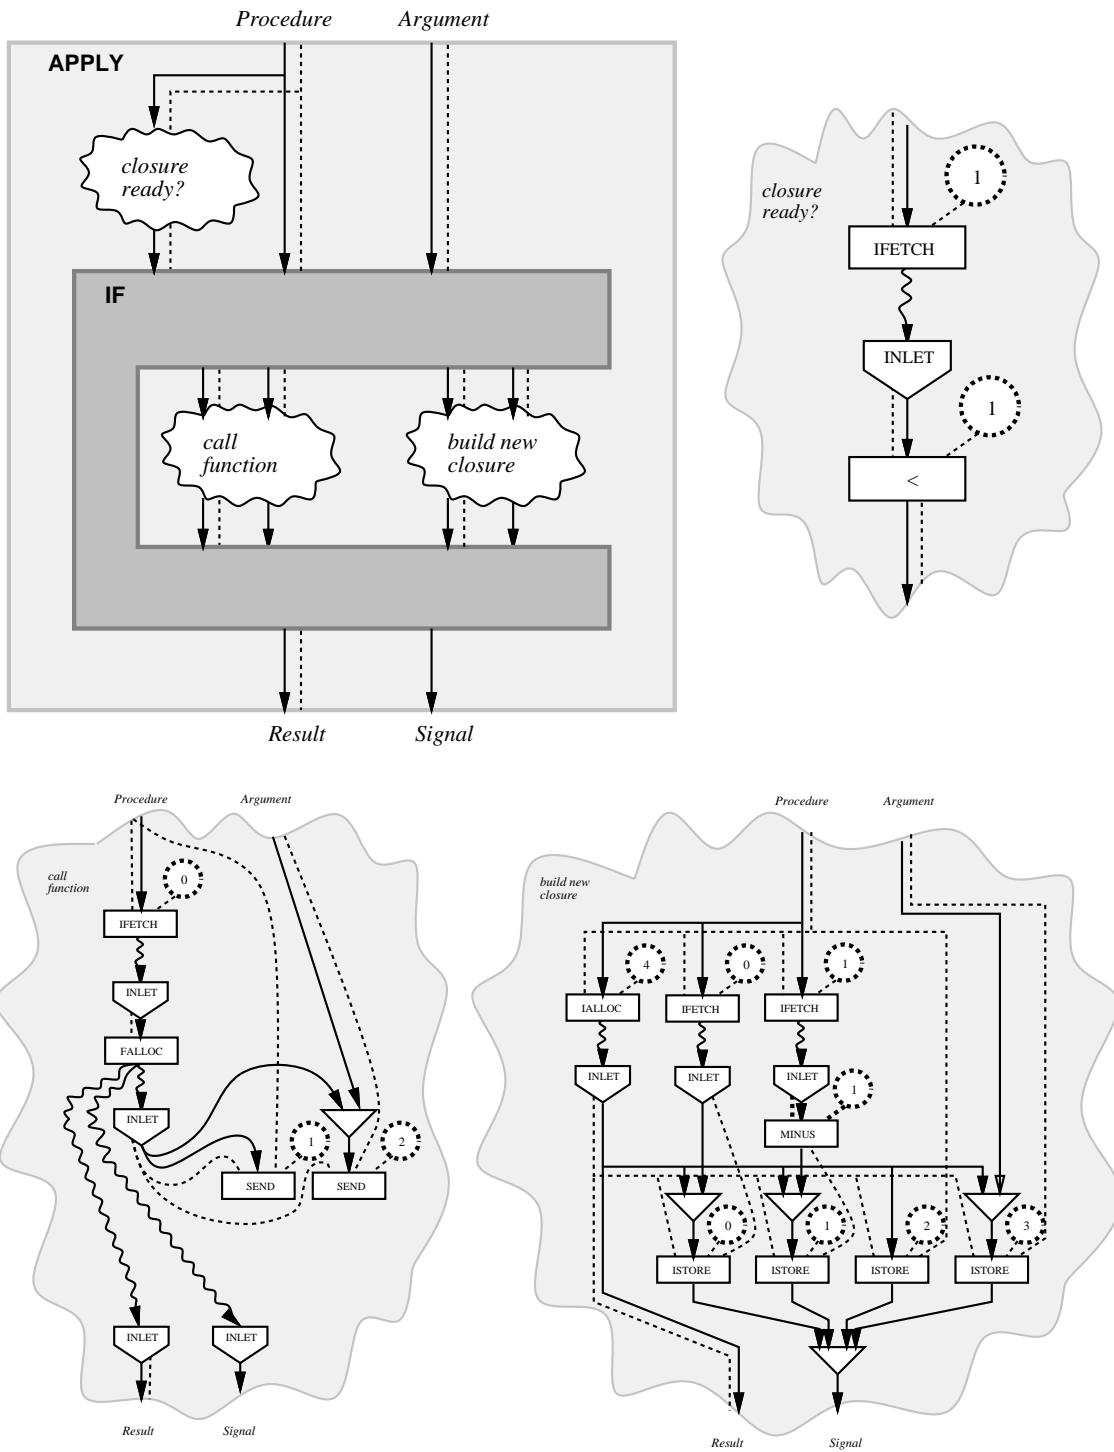 Procedure
Argument
APPLY
closure
ready?
IF
call
function
build new
closure
Result
Signal
closure
ready?
1
IFETCH
INLET
1
<
Procedure
Argument
call
function
0
IFETCH
INLET
FALLOC
INLET
1
2
SEND
SEND
INLET
INLET
Result
Signal
Procedure
Argument
build new
closure
4
0
1
IALLOC
IFETCH
IFETCH
INLET
INLET
INLET
1
MINUS
0
1
2
3
ISTORE
ISTORE
ISTORE
ISTORE
Result
Signal